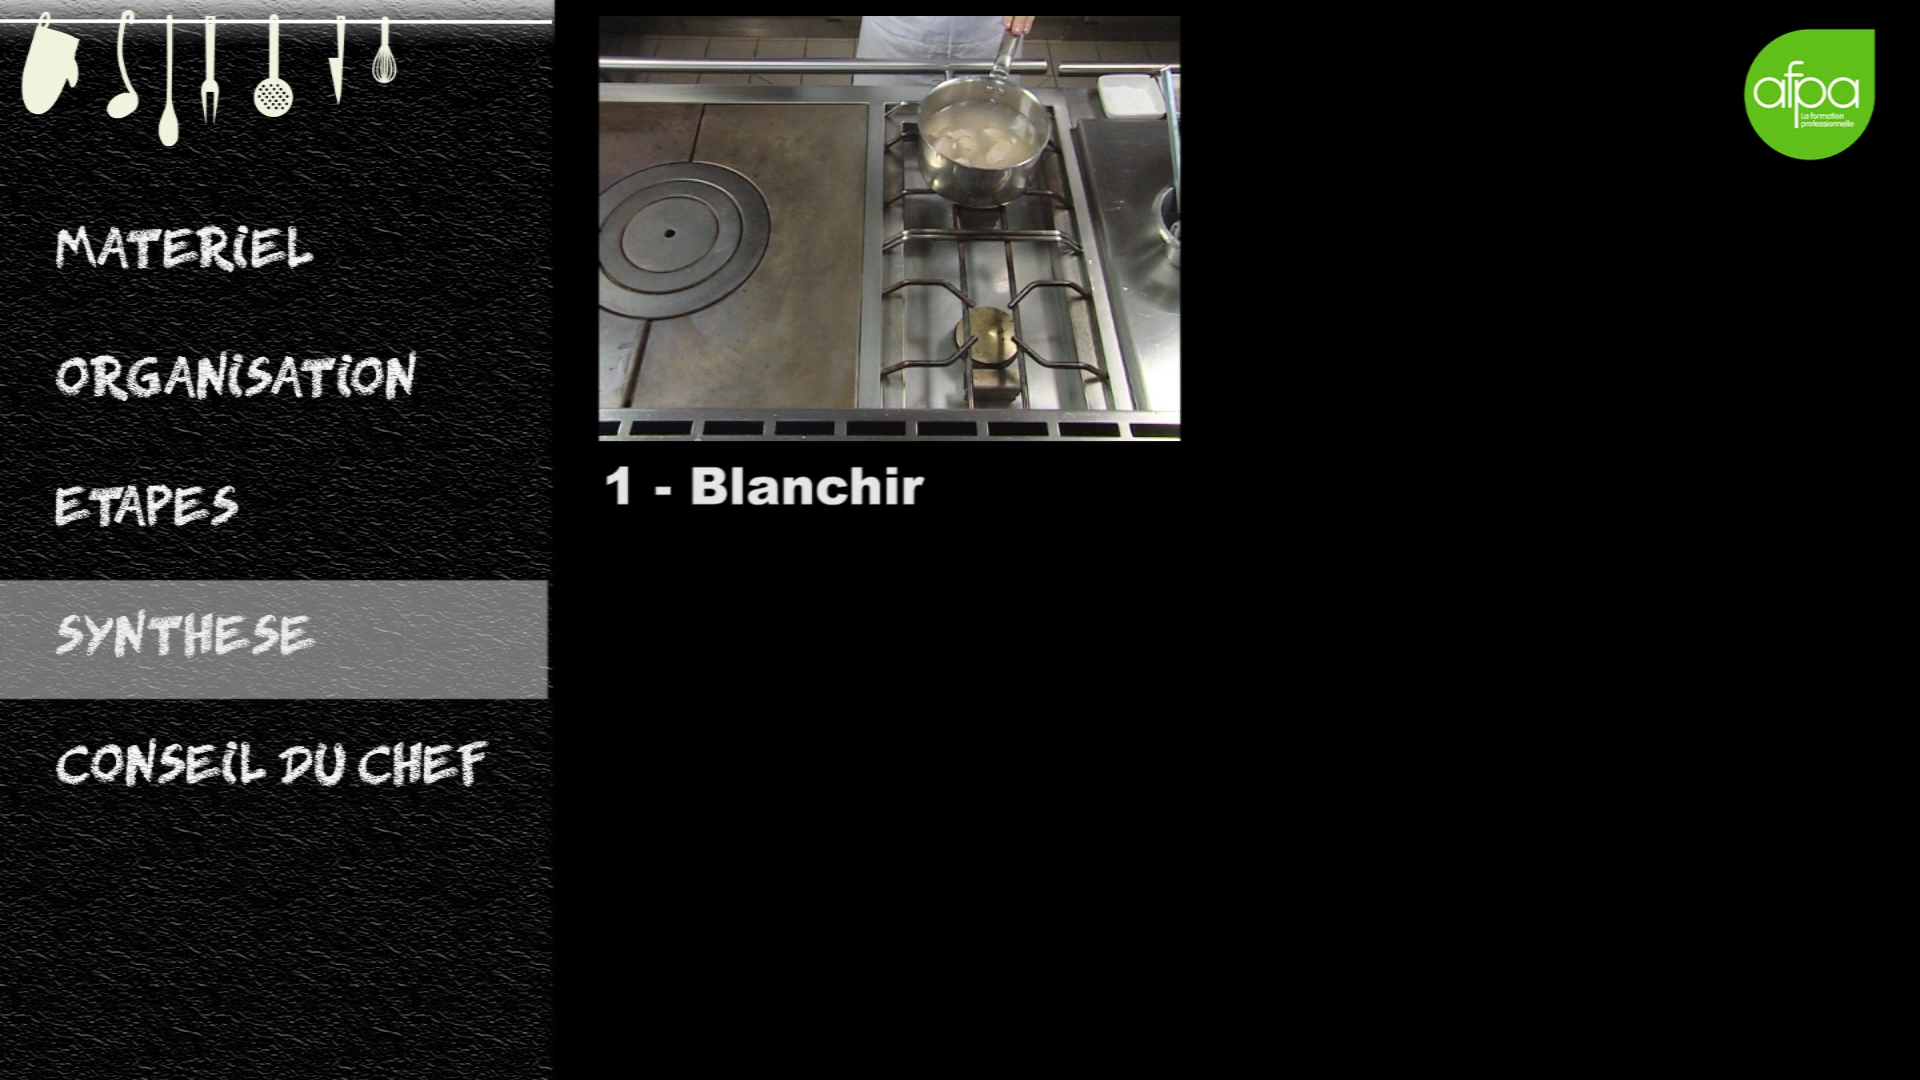 MATERIEL
ORGANISATION
ETAPES
SYNTHESE
CONSEIL DU CHEF
1 - Blanchir
afpa
La formation
professionnelle